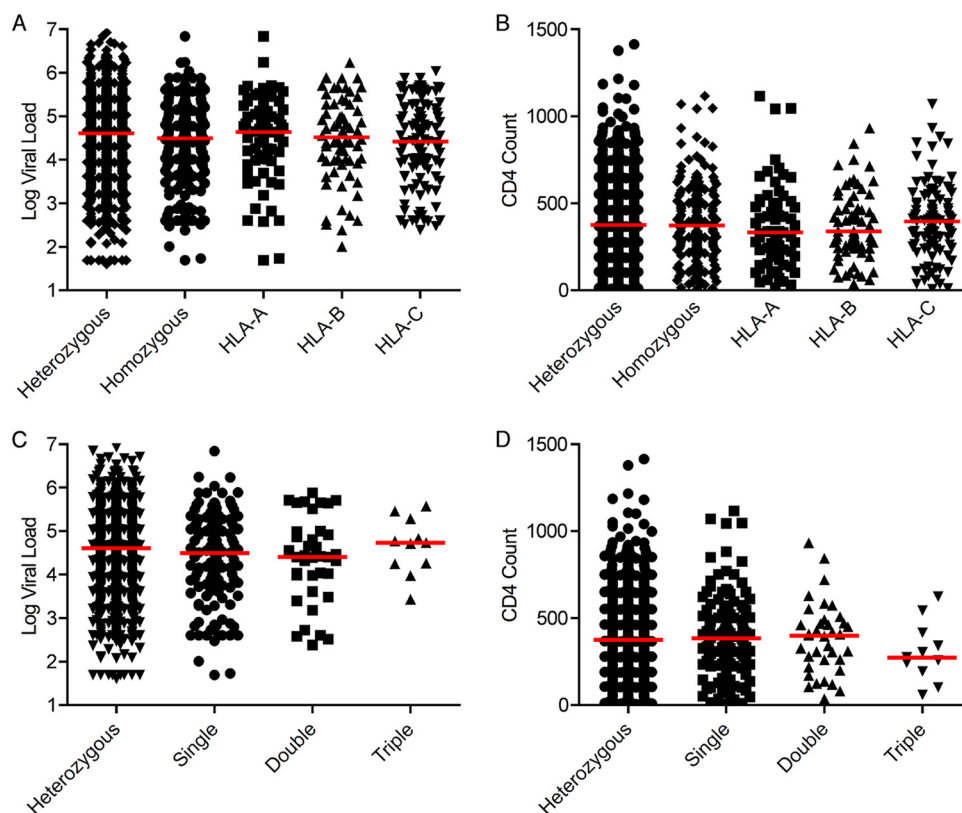 A
7
6
5
4
3
2
1
Log Viral Load
Heterozygous
Homozygous
HLA-A
HLA-B
HLA-C
B
1500
1000
500
0
CD4 Count
Heterozygous
Homozygous
HLA-A
HLA-B
HLA-C
C
7
6
5
4
3
2
1
Log Viral Load
Heterozygous
Single
Double
Triple
D
1500
1000
500
0
CD4 Count
Heterozygous
Single
Double
Triple